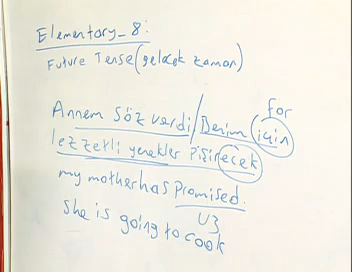 Elementary_8:
Future Tense (gelecek zaman)
for
Annem söz verdi / Benim için
lezzetli yemekler pişirecek
my mother has promised.
V3
She is going to cook